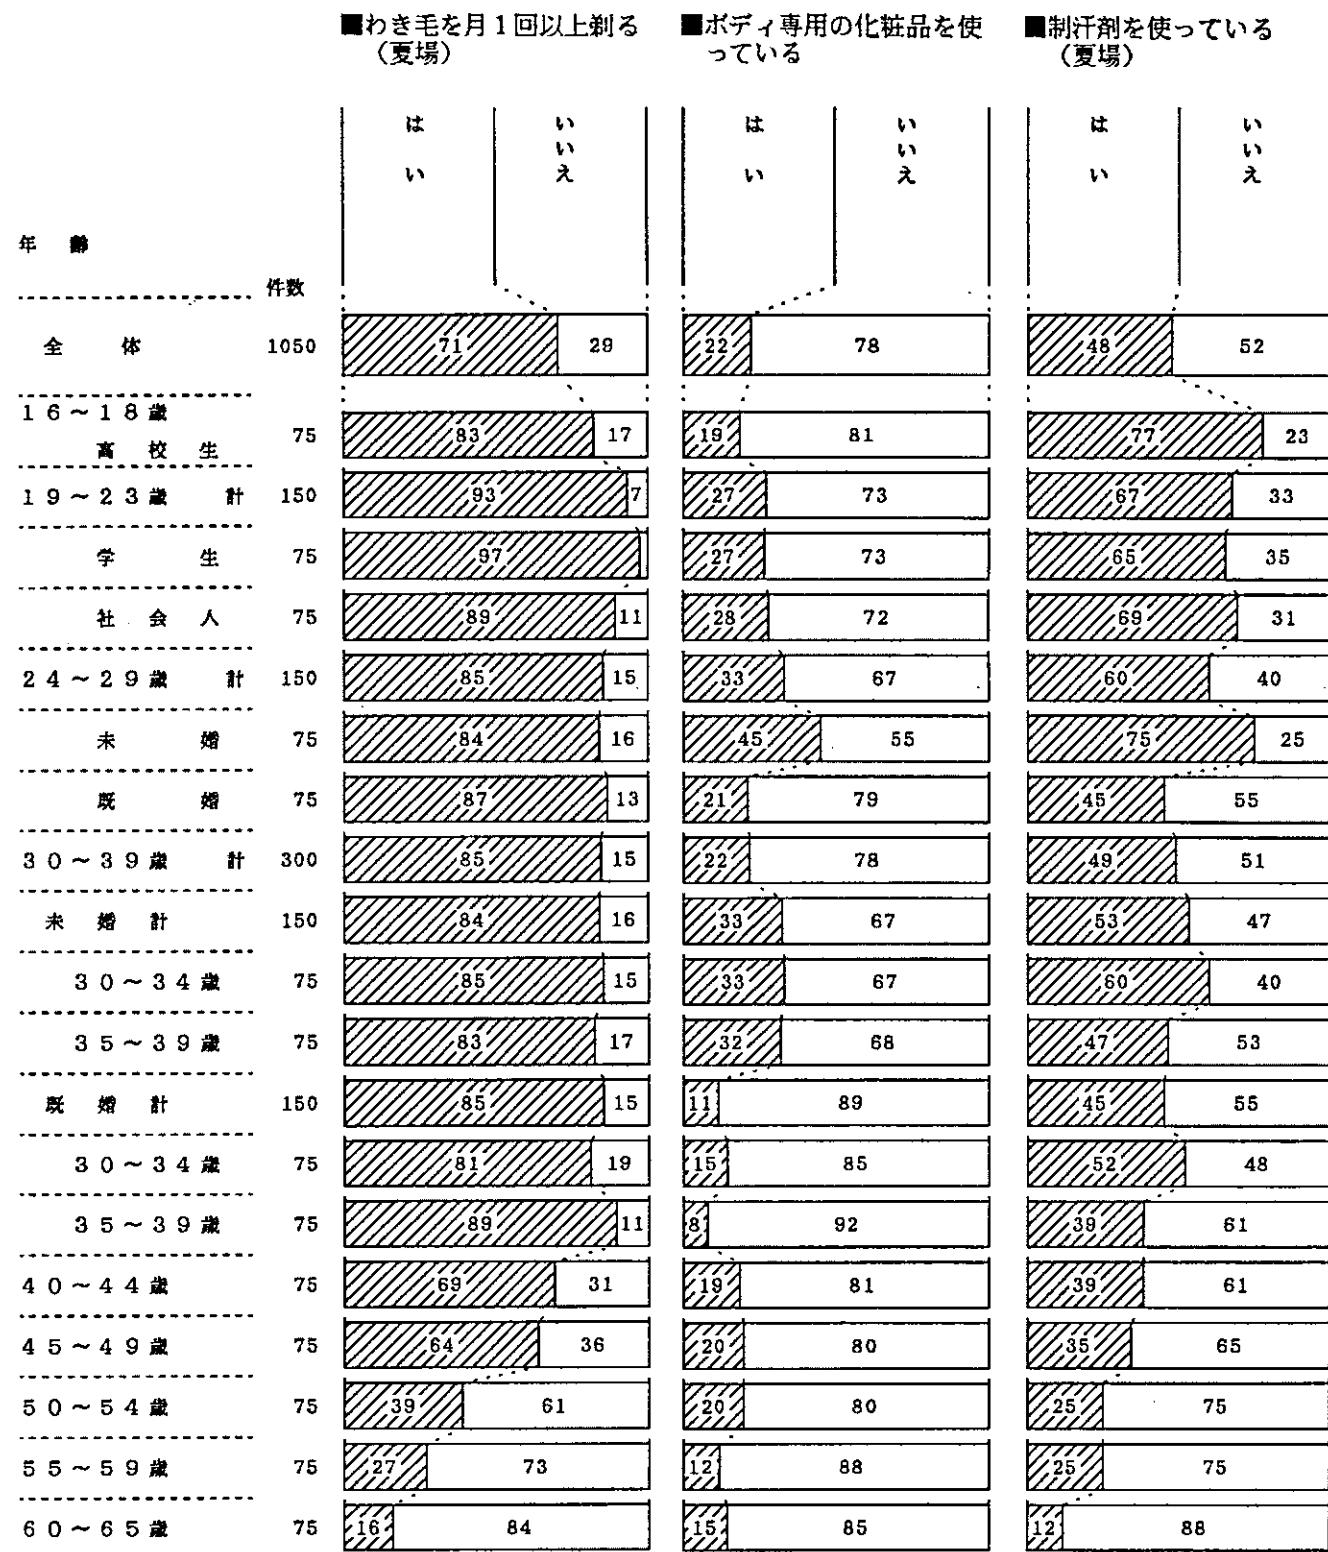 ■わき毛を月1回以上剃る ■ボディ専用の化粧品を使 ■制汗剤を使っている
(夏場) っている (夏場)
はい いいえ はい いいえ はい いいえ
年 齢
件数
全 体 1050 71 29 22 78 48 52
16~18歳
高 校 生 75 83 17 19 81 77 23
19~23歳 計 150 93 7 27 73 67 33
学 生 75 97 27 73 65 35
社 会 人 75 89 11 28 72 69 31
24~29歳 計 150 85 15 33 67 60 40
未 婚 75 84 16 45 55 75 25
既 婚 75 87 13 21 79 45 55
30~39歳 計 300 85 15 22 78 49 51
未 婚 計 150 84 16 33 67 53 47
30~34歳 75 85 15 33 67 60 40
35~39歳 75 83 17 32 68 47 53
既 婚 計 150 85 15 11 89 45 55
30~34歳 75 81 19 15 85 52 48
35~39歳 75 89 11 8 92 39 61
40~44歳 75 69 31 19 81 39 61
45~49歳 75 64 36 20 80 35 65
50~54歳 75 39 61 20 80 25 75
55~59歳 75 27 73 12 88 25 75
60~65歳 75 16 84 15 85 12 88